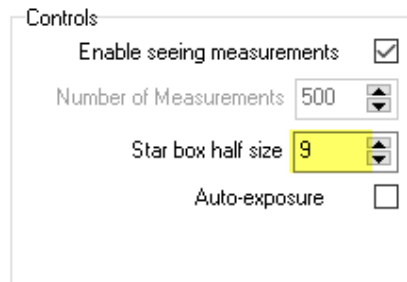 Controls
Enable seeing measurements
Number of Measurements 500
Star box half size 9
Auto-exposure